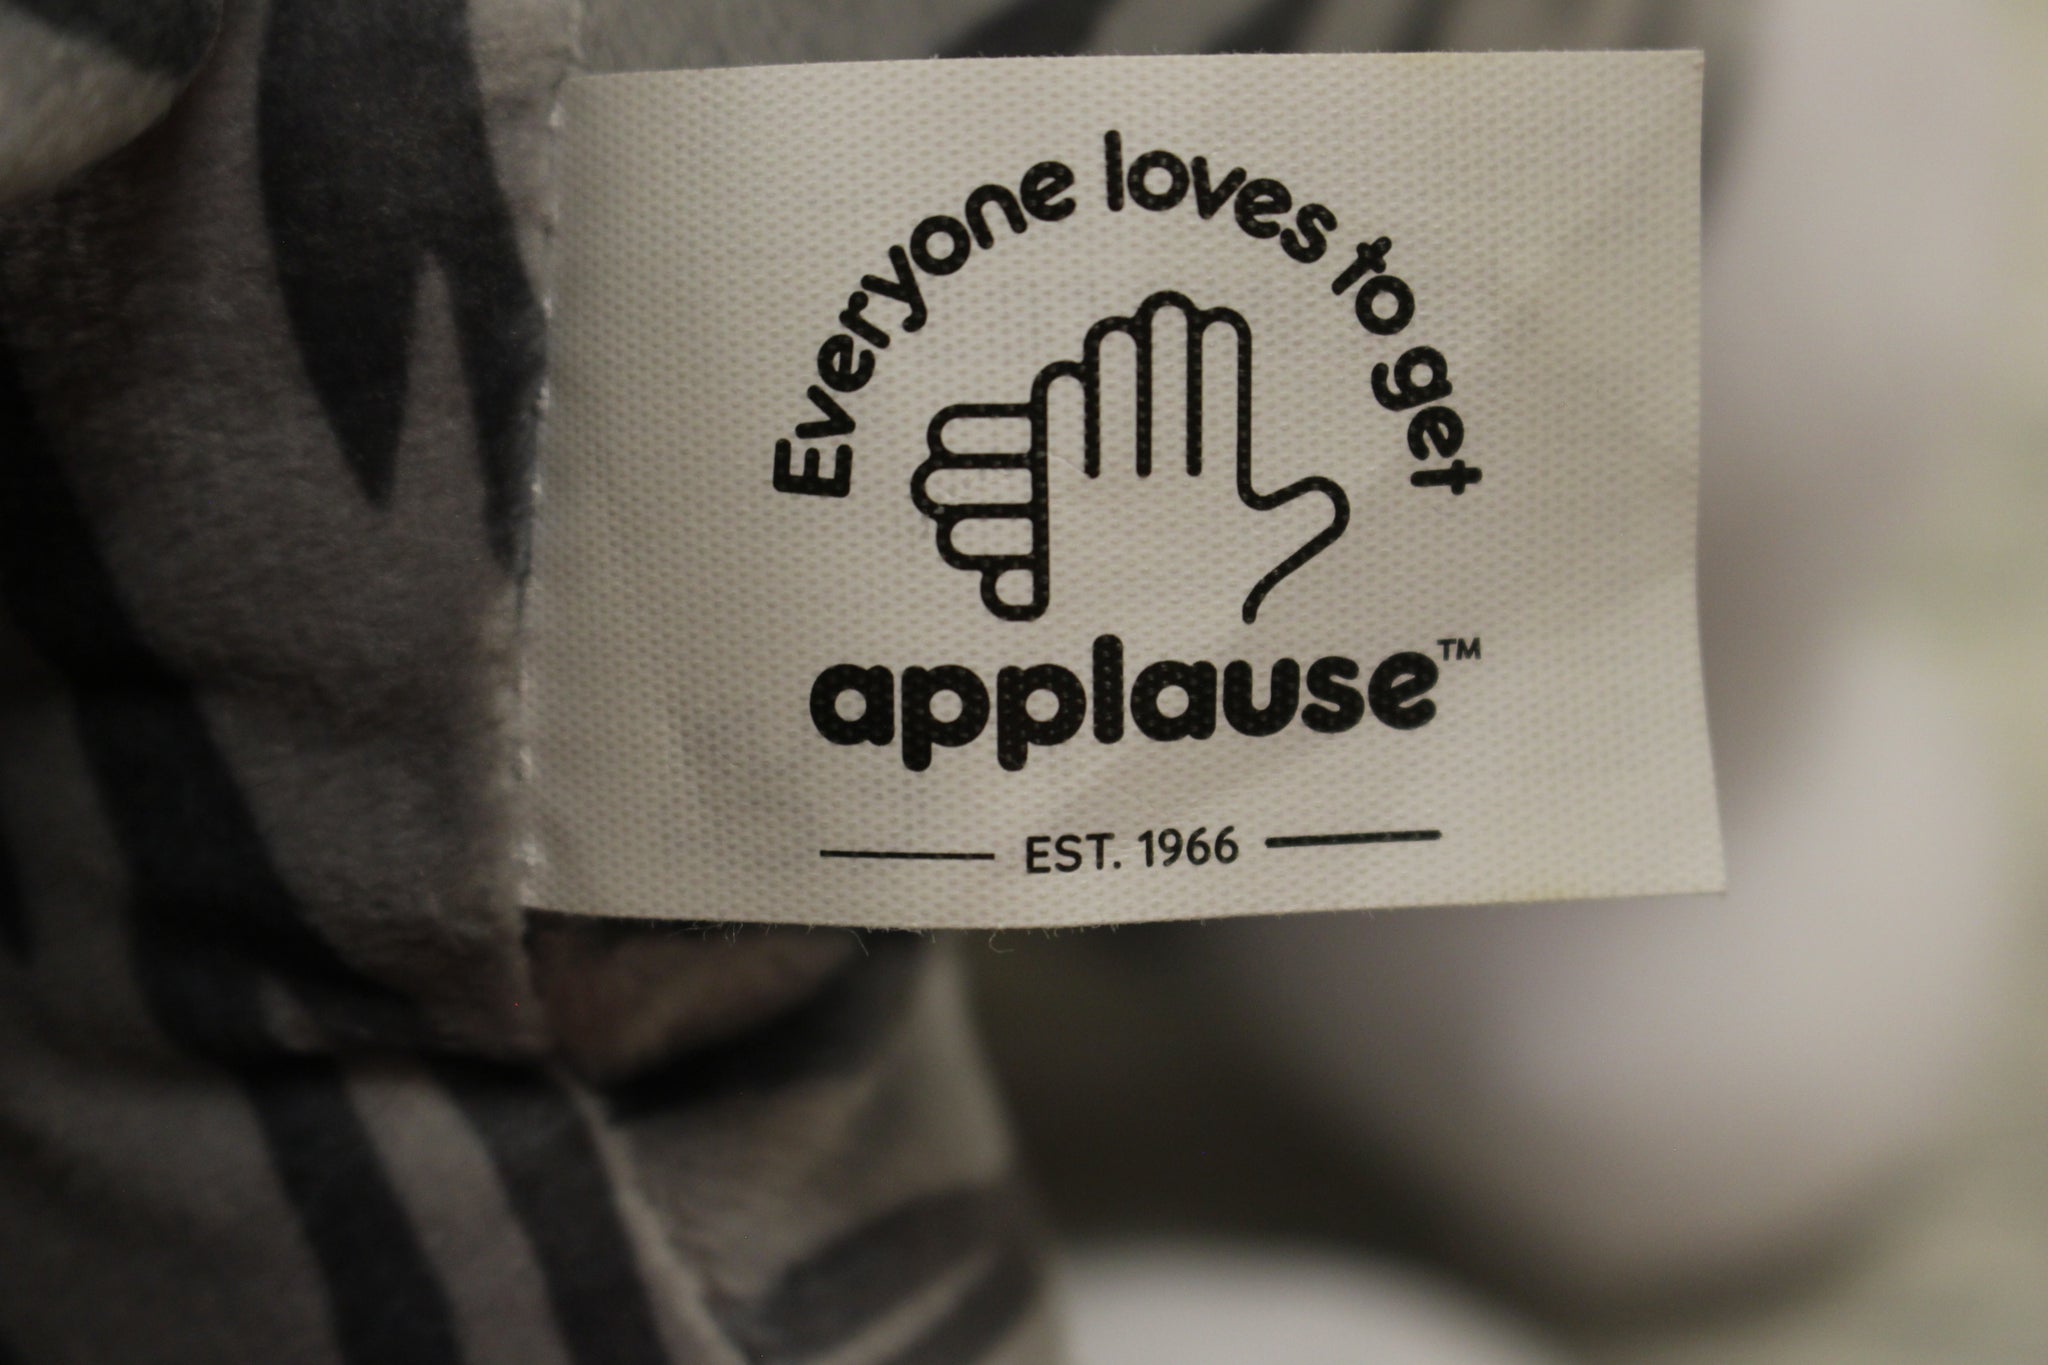 Everyone loves to get
applause™
EST. 1966